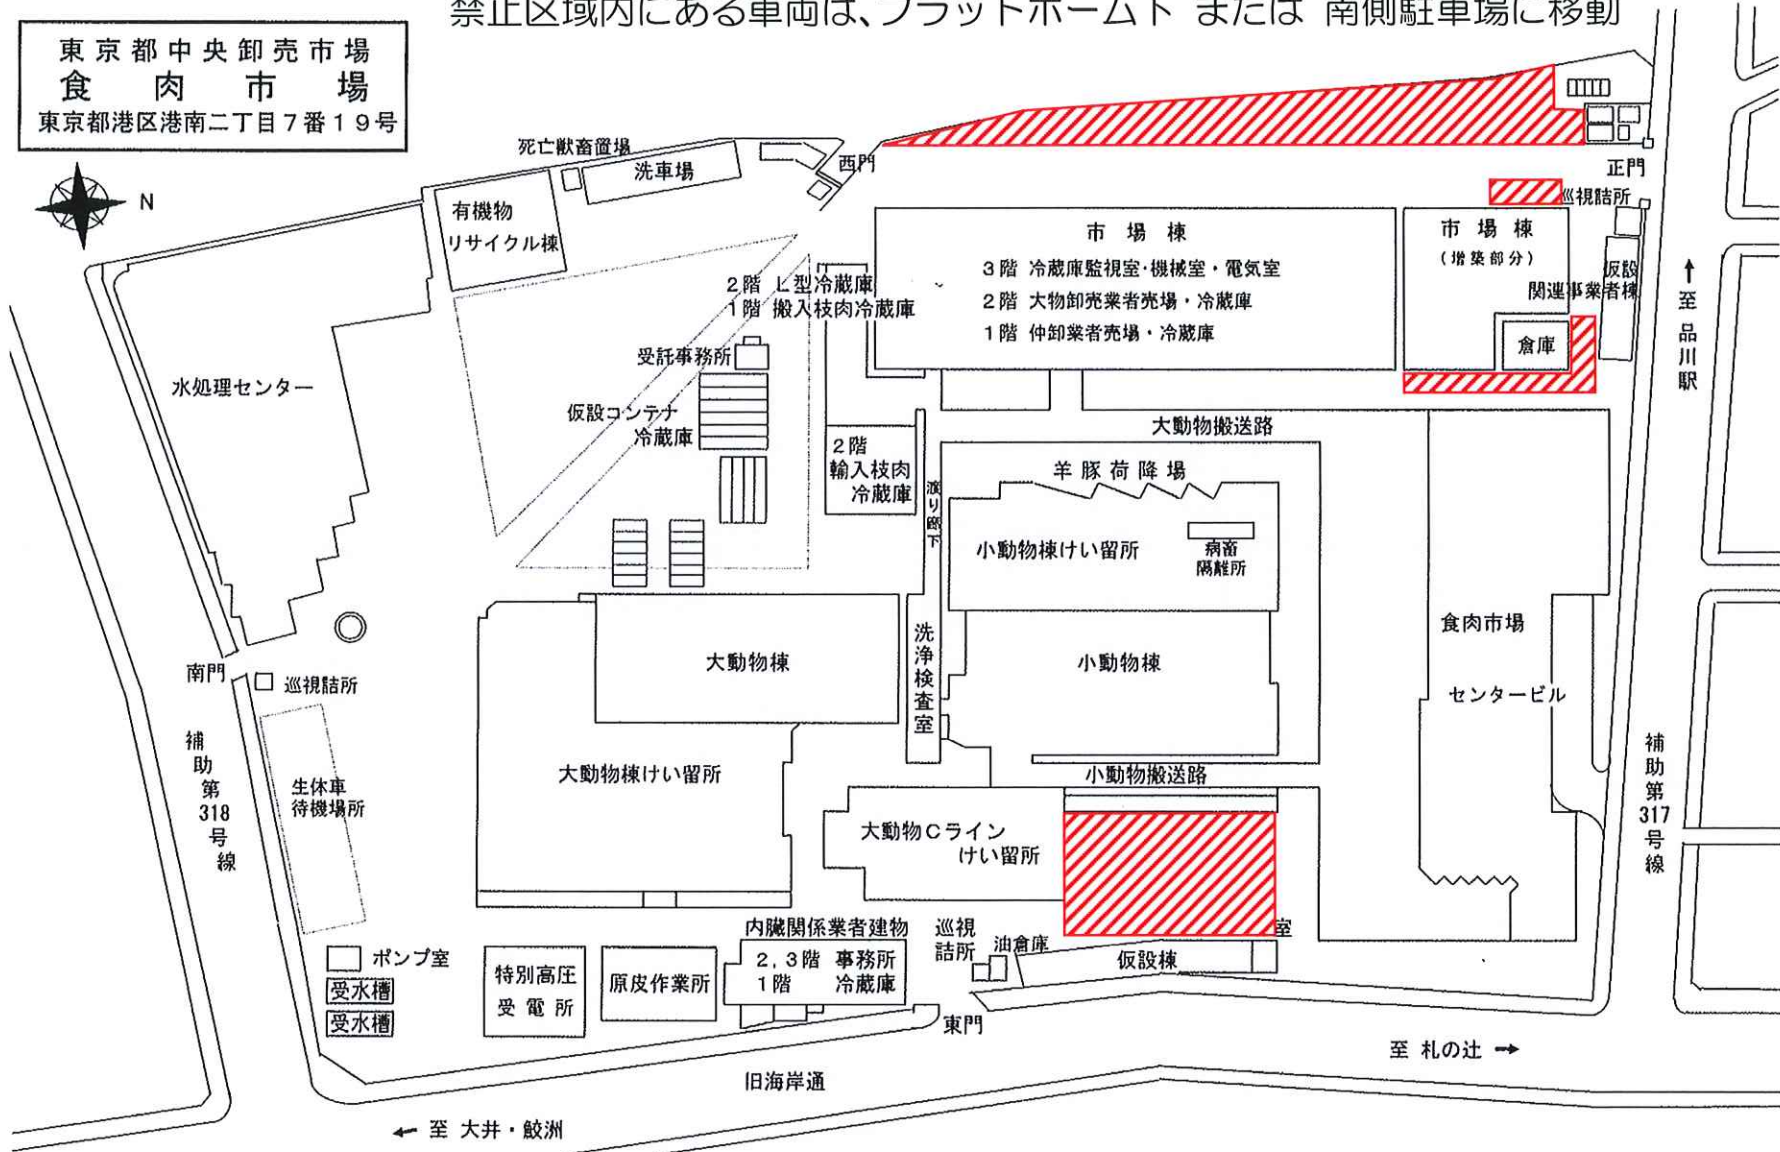 禁止区域内にある車両は、プラットホーム下 または 南側駐車場に移動
東京都中央卸売市場
食肉市場
東京都港区港南二丁目7番19号
N
死亡獣畜置場
洗車場
西門
正門
巡視詰所
有機物
リサイクル棟
市場棟
3階 冷蔵庫監視室・機械室・電気室
2階 大物卸売業者売場・冷蔵庫
1階 仲卸業者売場・冷蔵庫
市場棟
(増築部分)
仮設
関連事業者棟
倉庫
↑至品川駅
2階 L型冷蔵庫
1階 搬入枝肉冷蔵庫
受託事務所
仮設コンテナ
冷蔵庫
水処理センター
2階
輸入枝肉
冷蔵庫
渡り廊下
大動物搬送路
羊豚荷降場
小動物棟けい留所
病畜
隔離所
食肉市場
センタービル
大動物棟
洗浄検査室
小動物棟
南門
巡視詰所
補助第318号線
生体車
待機場所
大動物棟けい留所
小動物搬送路
大動物Cライン
けい留所
補助第317号線
内臓関係業者建物
2,3階 事務所
1階 冷蔵庫
巡視
詰所
油倉庫
仮設棟
室
ポンプ室
受水槽
受水槽
特別高圧
受電所
原皮作業所
東門
至 札の辻 →
旧海岸通
← 至 大井・鮫洲